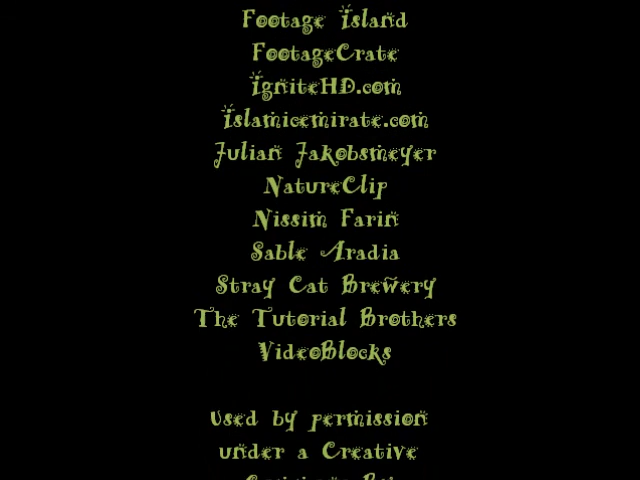 Footage Island
FootageCrate
IgniteHD.com
Islamicemirate.com
Julian Jakobsmeyer
NatureClip
Nissim Farin
Sable Aradia
Stray Cat Brewery
The Tutorial Brothers
VideoBlocks
Used by permission
under a Creative